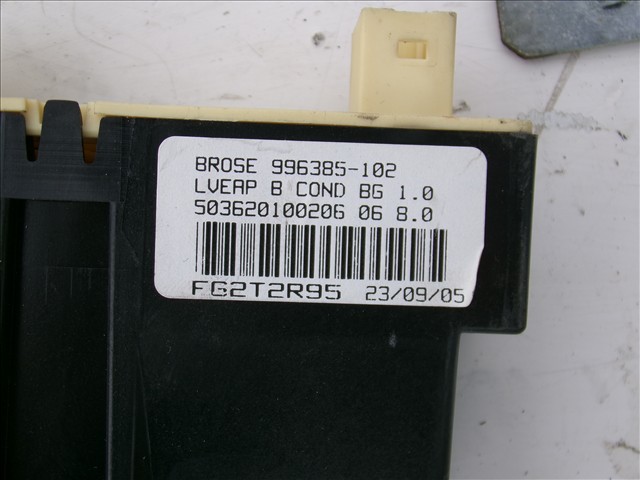 BROSE 996385-102
LVEAP B COND BG 1.0
503620100206 06 8.0
FG2T2R95 23/09/05